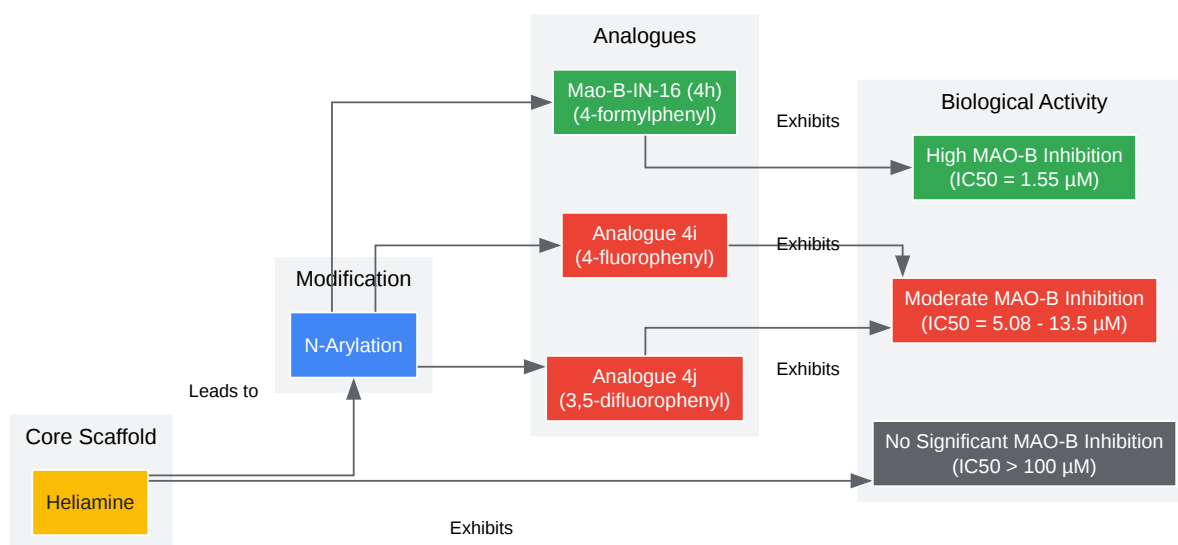 Analogues
Mao-B-IN-16 (4h)
(4-formylphenyl)
Exhibits
Biological Activity
High MAO-B Inhibition
(IC50 = 1.55 µM)
Analogue 4i
(4-fluorophenyl)
Exhibits
Modification
N-Arylation
Moderate MAO-B Inhibition
(IC50 = 5.08 - 13.5 µM)
Analogue 4j
(3,5-difluorophenyl)
Exhibits
Leads to
Core Scaffold
Heliamine
No Significant MAO-B Inhibition
(IC50 > 100 µM)
Exhibits